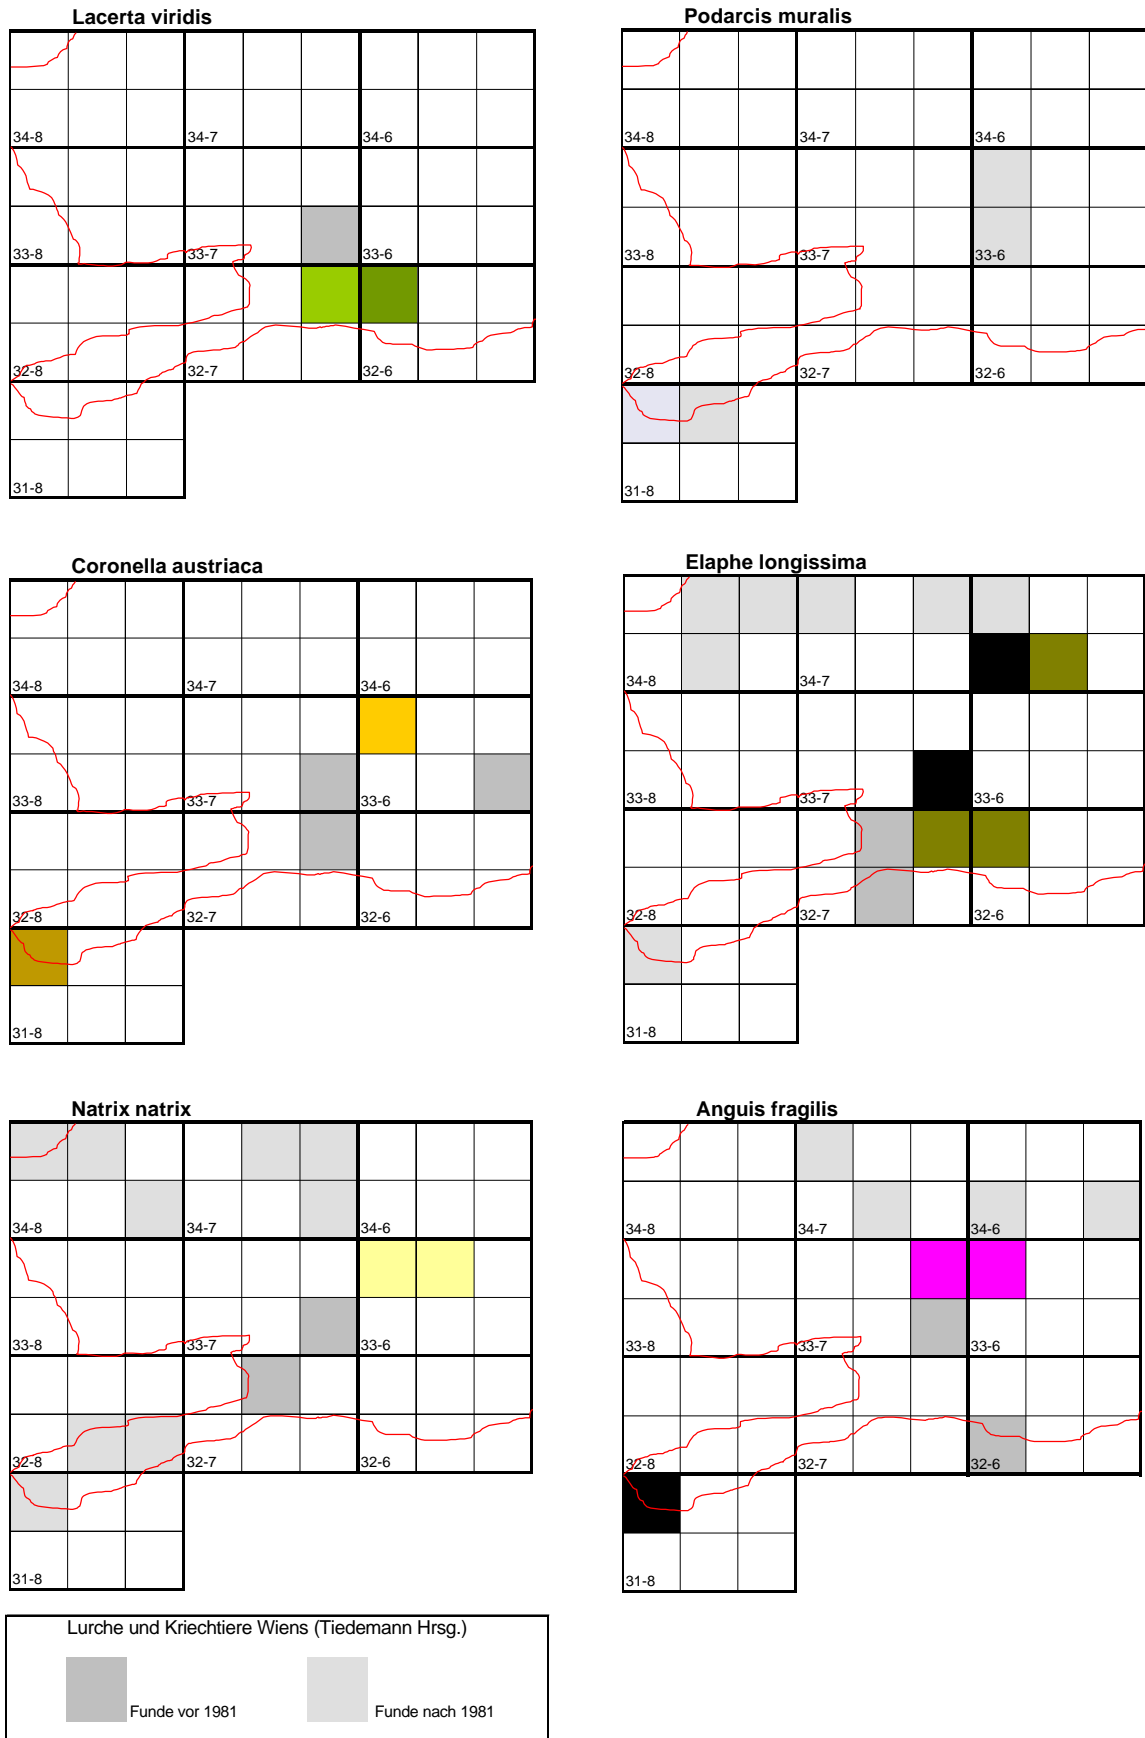 Lacerta viridis
34-8 34-7 34-6
33-8 33-7 33-6
32-8 32-7 32-6
31-8
Podarcis muralis
34-8 34-7 34-6
33-8 33-7 33-6
32-8 32-7 32-6
31-8
Coronella austriaca
34-8 34-7 34-6
33-8 33-7 33-6
32-8 32-7 32-6
31-8
Elaphe longissima
34-8 34-7
33-8 33-7 33-6
32-8 32-7 32-6
31-8
Natrix natrix
34-8 34-7 34-6
33-8 33-7 33-6
32-8 32-7 32-6
31-8
Anguis fragilis
34-8 34-7 34-6
33-8 33-7 33-6
32-8 32-7 32-6
31-8
Lurche und Kriechtiere Wiens (Tiedemann Hrsg.)
Funde vor 1981 Funde nach 1981